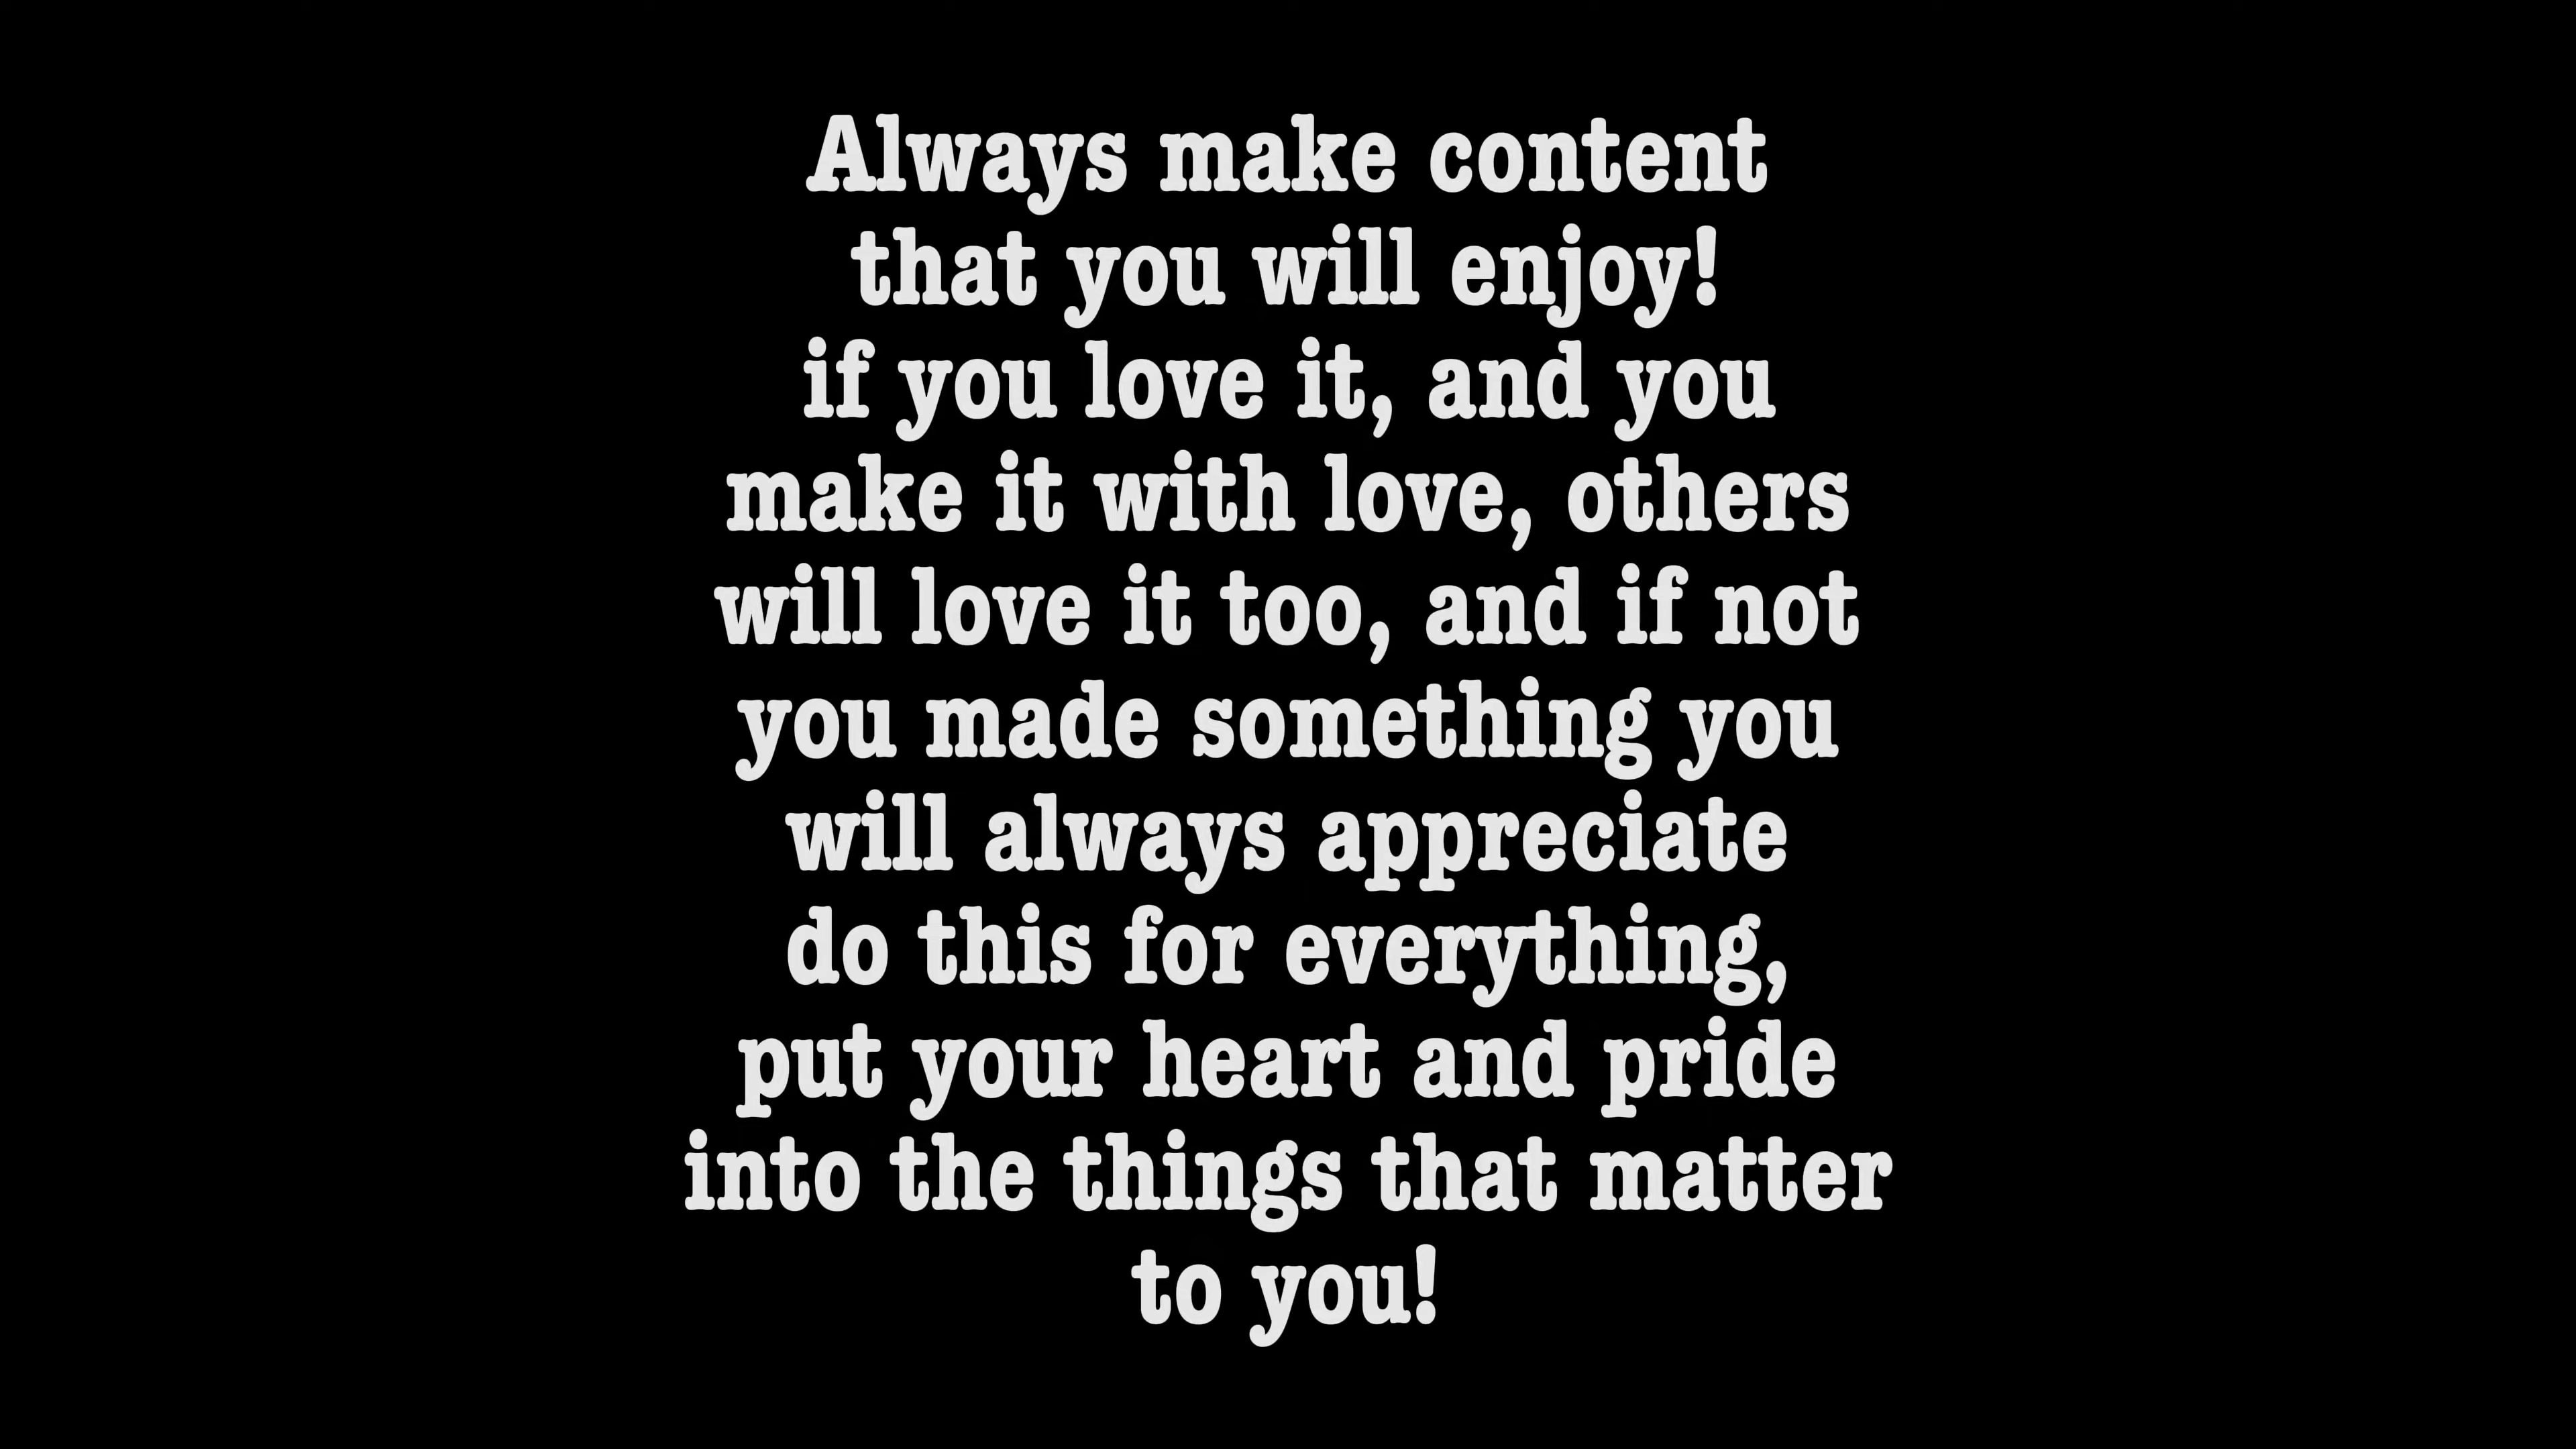 Always make content
that you will enjoy!
if you love it, and you
make it with love, others
will love it too, and if not
you made something you
will always appreciate
do this for everything,
put your heart and pride
into the things that matter
to you!